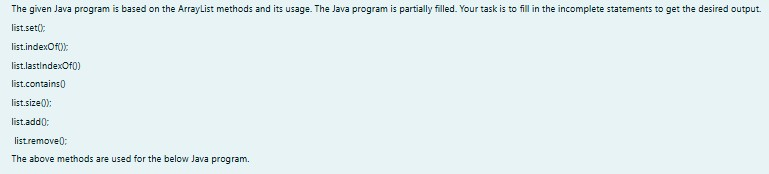 The given Java program is based on the ArrayList methods and its usage. The Java program is partially filled. Your task is to fill in the incomplete statements to get the desired output.
list.set();
list.indexOf());
list.lastIndexOf())
list.contains()
list.size());
list.add();
list.remove();
The above methods are used for the below Java program.